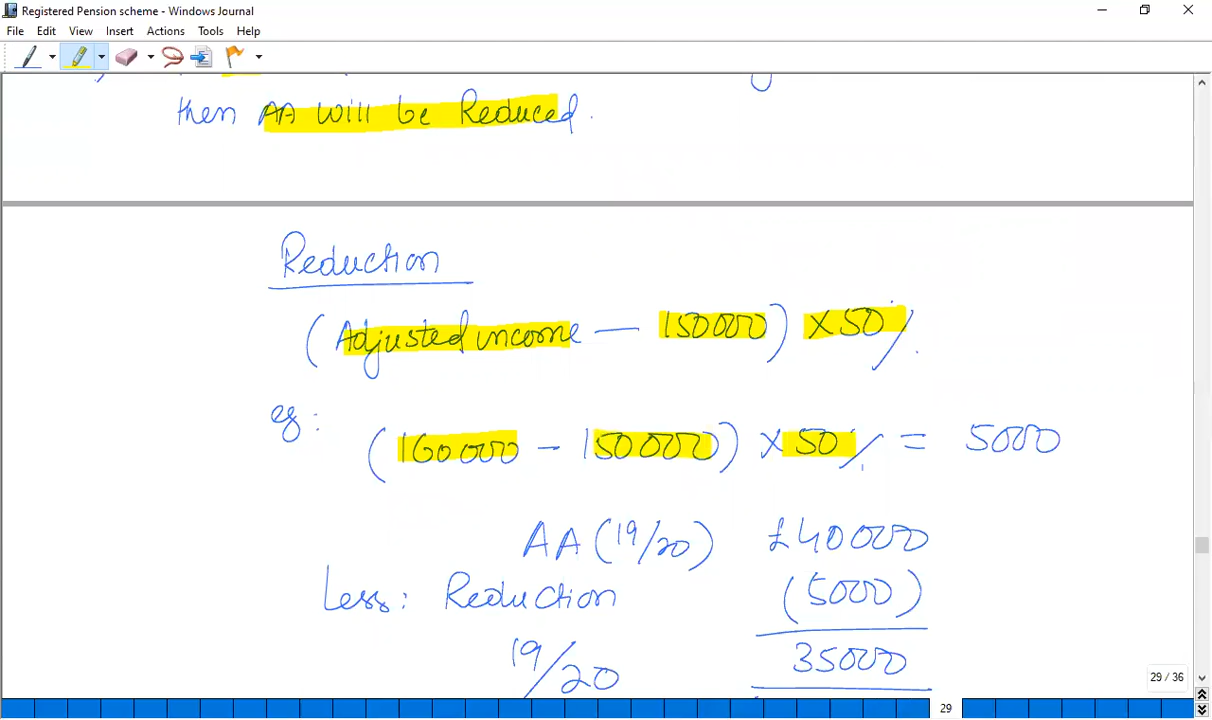 Registered Pension scheme - Windows Journal
File Edit View Insert Actions Tools Help
then AA will be Reduced.
Reduction
(Adjusted income — 150000) × 50%.
eg:
(160000 - 150000) × 50% = 5000
AA (19/20) £40000
Less: Reduction (5000)
19/20 35000
29 / 36
29